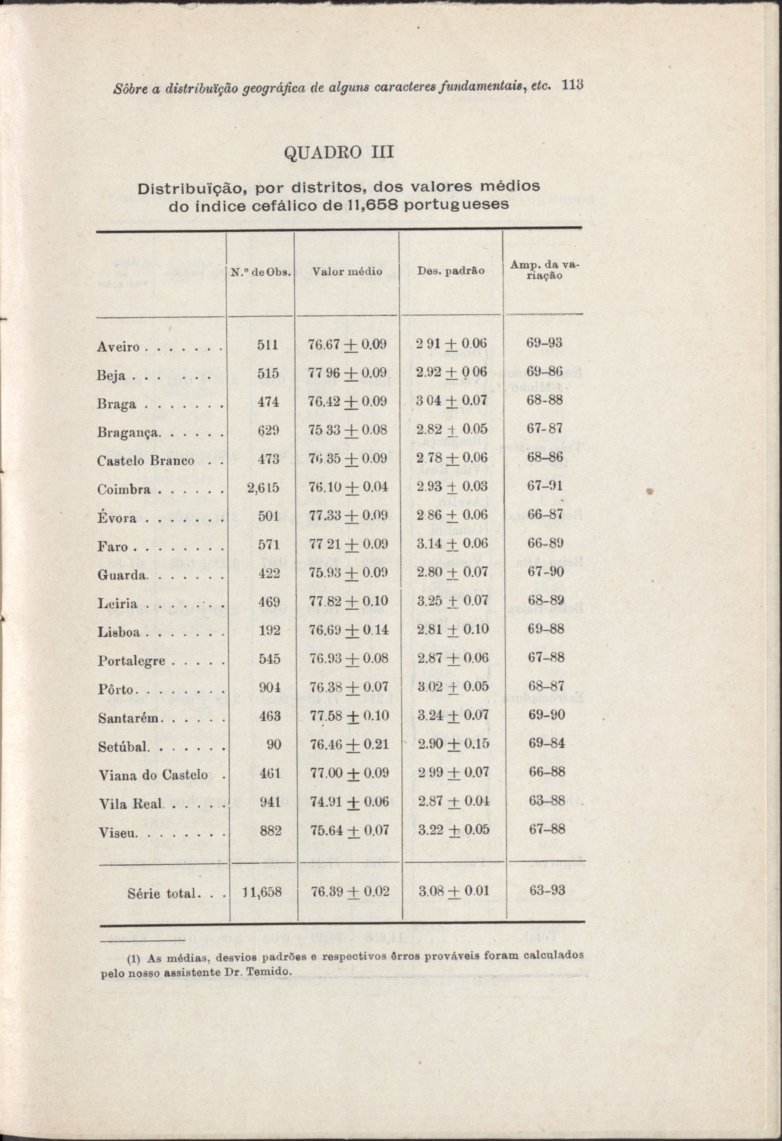 Sôbre a distribuïção geográfica de alguns caracteres fundamentais, etc. 113
QUADRO III
Distribuïção, por distritos, dos valores médios
do índice cefálico de 11,658 portugueses
N.º de Obs. Valor médio Des. padrão Amp. da va-
riação
Aveiro . . . . . . . 511 76.67 ± 0.09 2 91 ± 0.06 69–93
Beja . . . . . . 515 77 96 ± 0.09 2.92 ± 0 06 69–86
Braga . . . . . . . 474 76.42 ± 0.09 3 04 ± 0.07 68-88
Bragança. . . . . . 629 75 33 ± 0.08 2.82 ± 0.05 67-87
Castelo Branco . . 473 76 35 ± 0.09 2 78 ± 0.06 68–86
Coimbra . . . . . . 2,615 76.10 ± 0.04 2.93 ± 0.03 67–91
Évora . . . . . . . 501 77.33 ± 0.09 2 86 ± 0.06 66–87
Faro . . . . . . . . 571 77 21 ± 0.09 3.14 ± 0.06 66-89
Guarda. . . . . . . 422 75.93 ± 0.09 2.80 ± 0.07 67-90
Leiria . . . . . . . 469 77.82 ± 0.10 3.25 ± 0.07 68–89
Lisboa . . . . . . . 192 76.69 ± 0.14 2.81 ± 0.10 69–88
Portalegre . . . . . 545 76.93 ± 0.08 2.87 ± 0.06 67–88
Pôrto. . . . . . . . 904 76.38 ± 0.07 3.02 ± 0.05 68–87
Santarém. . . . . . 463 77.58 ± 0.10 3.24 ± 0.07 69–90
Setúbal. . . . . . . 90 76.46 ± 0.21 2.90 ± 0.15 69–84
Viana do Castelo . 461 77.00 ± 0.09 2 99 ± 0.07 66–88
Vila Real. . . . . . 941 74.91 ± 0.06 2.87 ± 0.04 63–88
Viseu. . . . . . . . 882 75.64 ± 0.07 3.22 ± 0.05 67–88
Série total. . . 11,658 76.39 ± 0.02 3.08 ± 0.01 63-93
(1) As médias, desvios padrões e respectivos êrros prováveis foram calculados
pelo nosso assistente Dr. Temido.